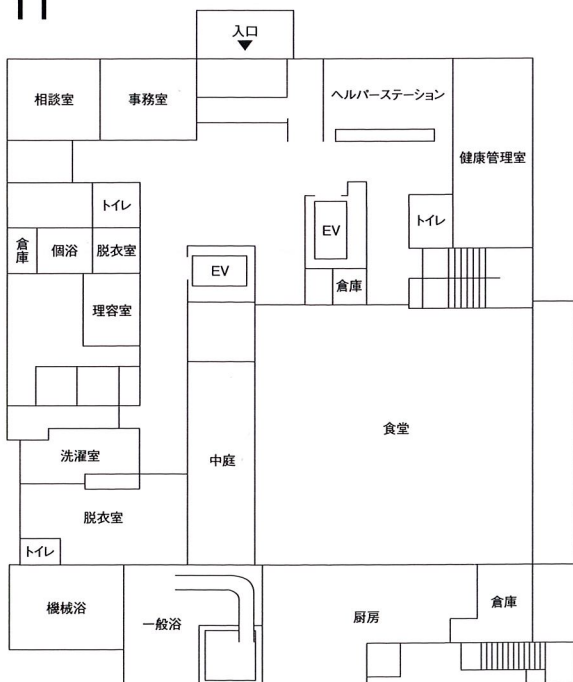 入口
相談室
事務室
ヘルパーステーション
健康管理室
トイレ
トイレ
EV
倉庫
個浴
脱衣室
EV
倉庫
理容室
食堂
洗濯室
中庭
脱衣室
トイレ
機械浴
一般浴
厨房
倉庫